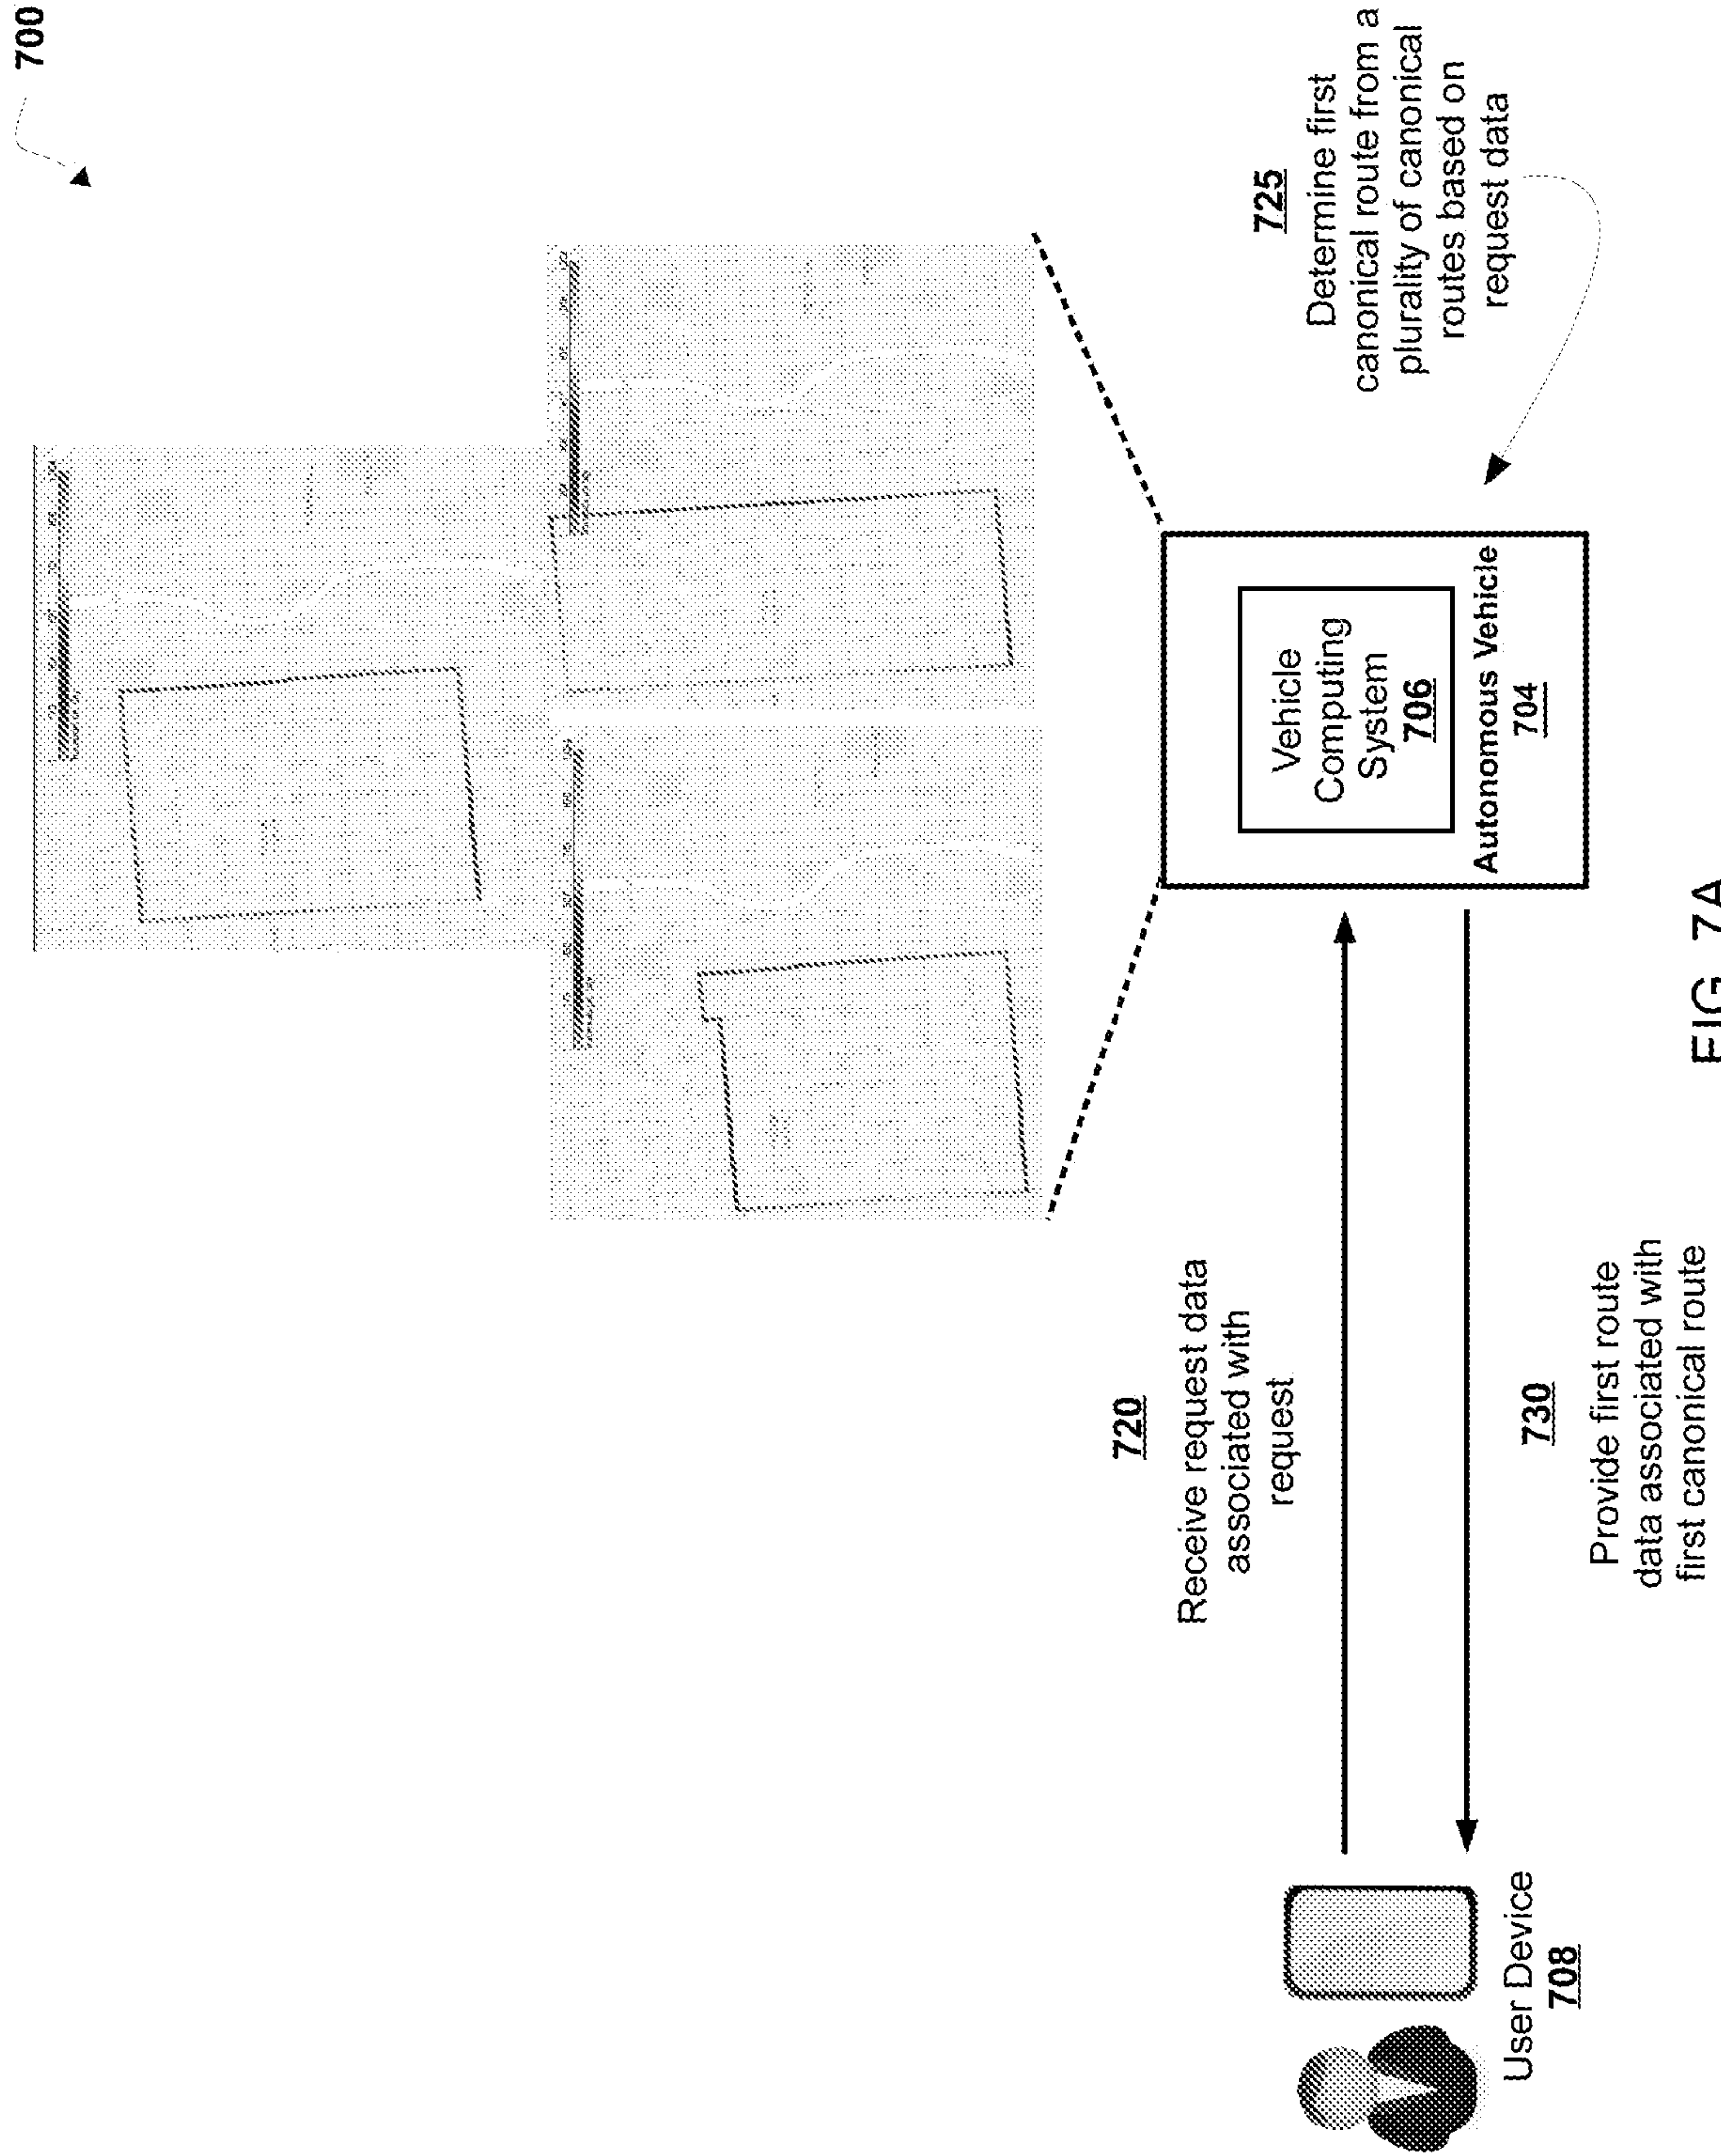 700
725
Determine first
canonical route from a
plurality of canonical
routes based on
request data
Vehicle
Computing
System
706
Autonomous Vehicle
704
720
Receive request data
associated with
request
730
Provide first route
data associated with
first canonical route
User Device
708
FIG. 7A